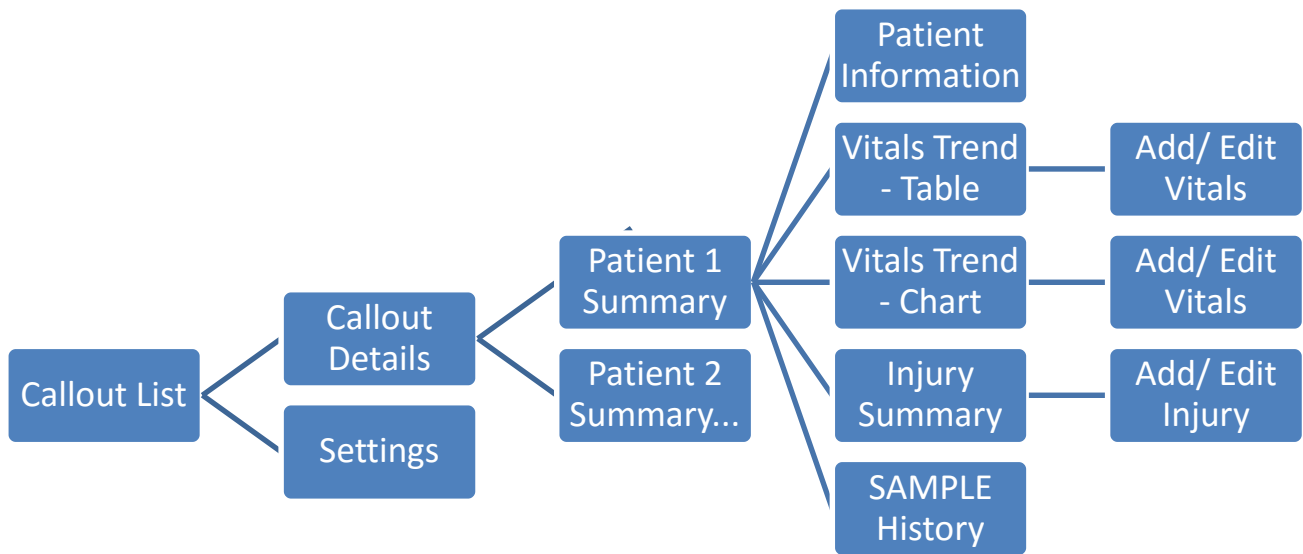 Callout List
Callout
Details
Settings
Patient 1
Summary
Patient 2
Summary...
Patient
Information
Vitals Trend
- Table
Vitals Trend
- Chart
Injury
Summary
SAMPLE
History
Add/ Edit
Vitals
Add/ Edit
Vitals
Add/ Edit
Injury